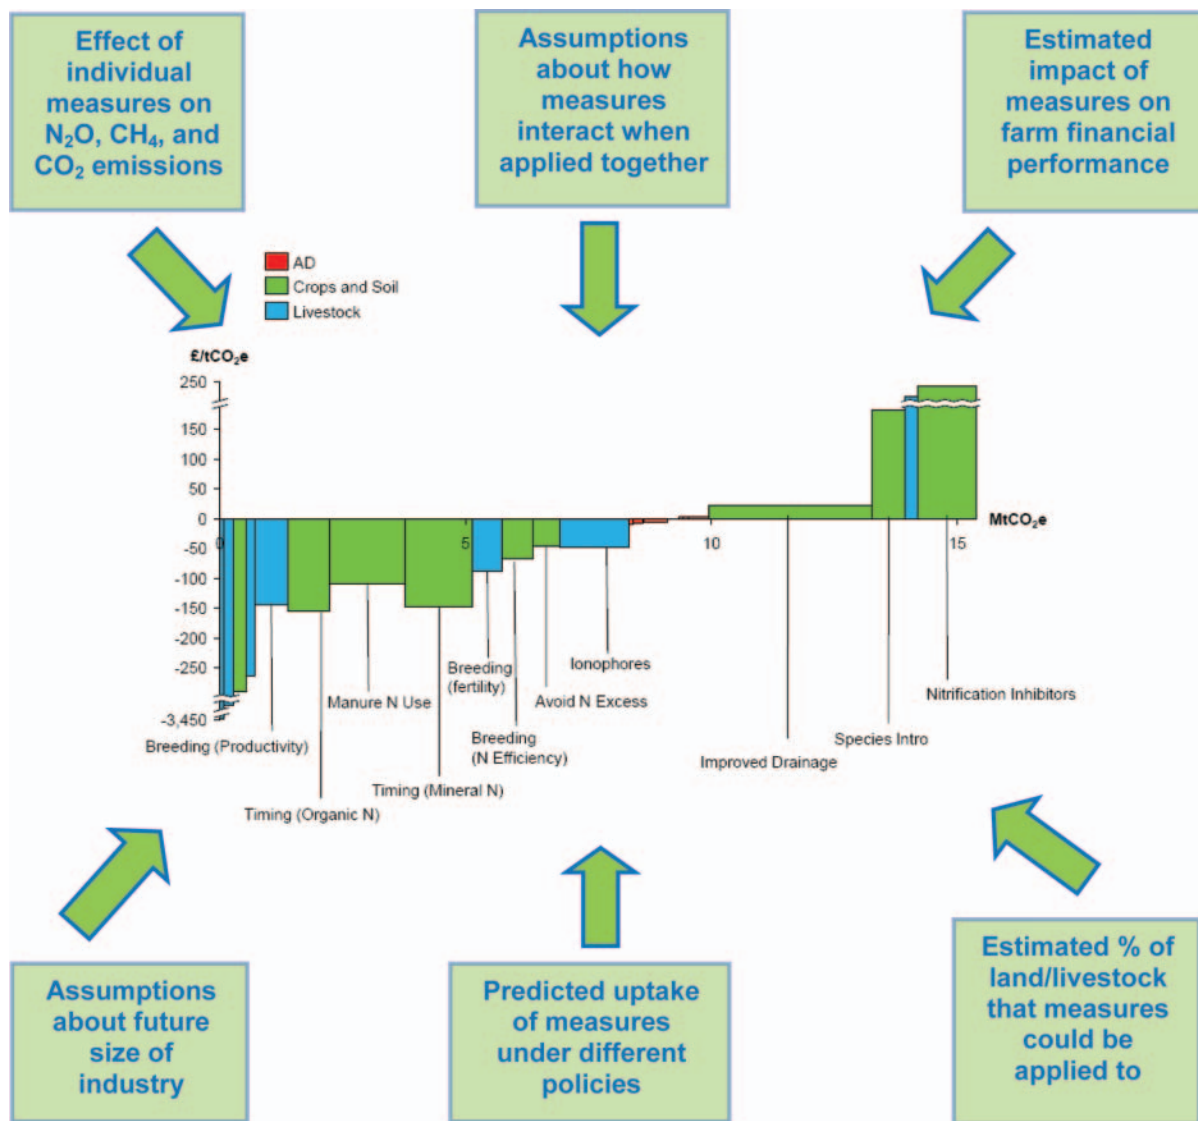 Effect of
individual
measures on
N₂O, CH₄, and
CO₂ emissions
Assumptions
about how
measures
interact when
applied together
Estimated
impact of
measures on
farm financial
performance
AD
Crops and Soil
Livestock
£/tCO₂e
250
150
100
50
0
-50
-100
-150
-200
-250
-3,450
0
5
10
15
MtCO₂e
Breeding (Productivity)
Timing (Organic N)
Manure N Use
Timing (Mineral N)
Breeding
(fertility)
Breeding
(N Efficiency)
Avoid N Excess
Ionophores
Improved Drainage
Species Intro
Nitrification Inhibitors
Assumptions
about future
size of
industry
Predicted uptake
of measures
under different
policies
Estimated % of
land/livestock
that measures
could be
applied to